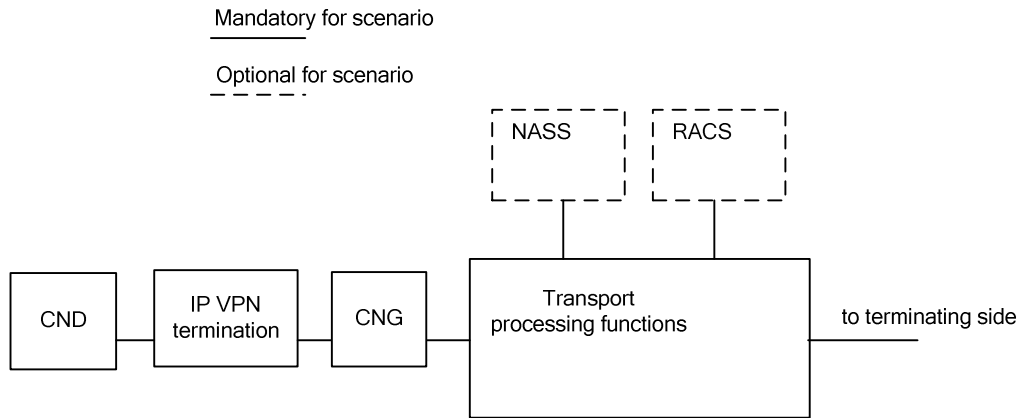 Mandatory for scenario
Optional for scenario
NASS
RACS
CND
IP VPN
termination
CNG
Transport
processing functions
to terminating side